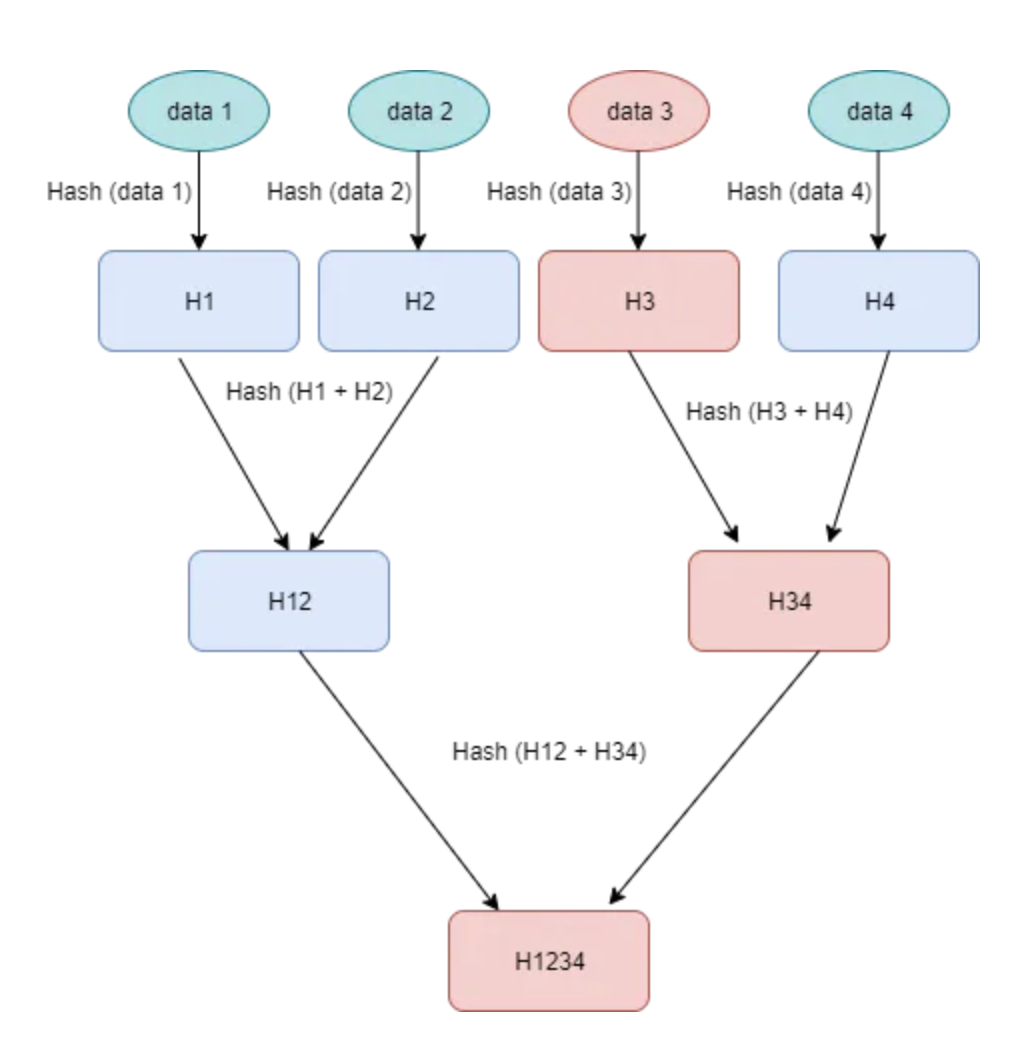 data 1
data 2
data 3
data 4
Hash (data 1)
Hash (data 2)
Hash (data 3)
Hash (data 4)
H1
H2
H3
H4
Hash (H1 + H2)
Hash (H3 + H4)
H12
H34
Hash (H12 + H34)
H1234